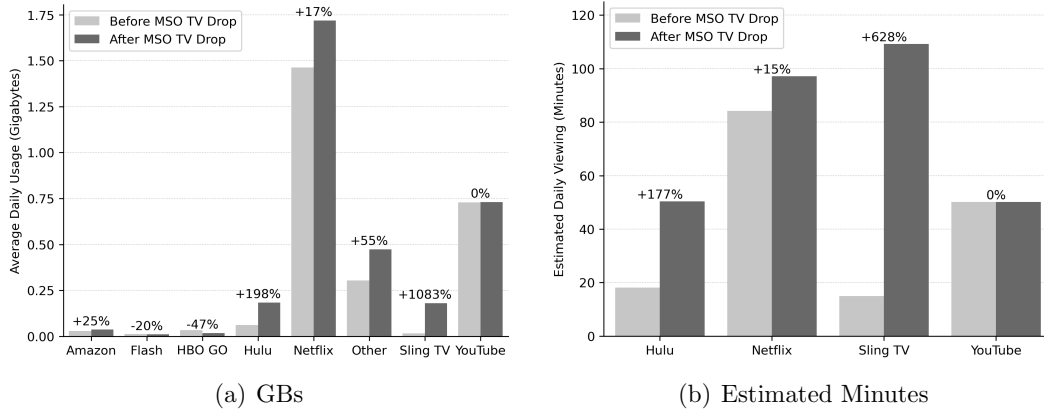 Before MSO TV Drop
After MSO TV Drop
Average Daily Usage (Gigabytes)
1.75
1.50
1.25
1.00
0.75
0.50
0.25
0.00
+25%
-20%
-47%
+198%
+17%
+55%
+1083%
0%
Amazon Flash HBO GO Hulu Netflix Other Sling TV YouTube
(a) GBs
Before MSO TV Drop
After MSO TV Drop
Estimated Daily Viewing (Minutes)
120
100
80
60
40
20
0
+177%
+15%
+628%
0%
Hulu Netflix Sling TV YouTube
(b) Estimated Minutes